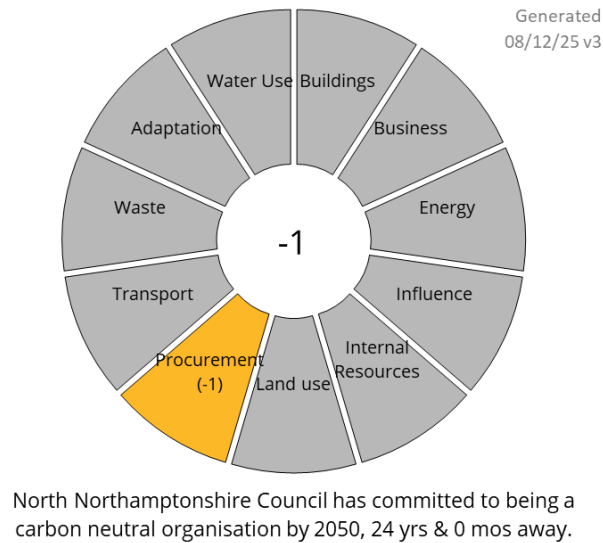 Generated
08/12/25 v3
Water Use
Buildings
Adaptation
Business
Waste
Energy
-1
Transport
Influence
Procurement
(-1)
Land use
Internal
Resources
North Northamptonshire Council has committed to being a
carbon neutral organisation by 2050, 24 yrs & 0 mos away.